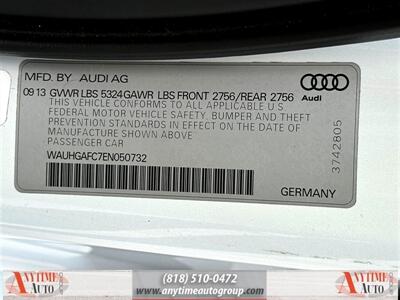 MFD. BY AUDI AG
09 13 GVWR LBS 5324 GAWR LBS FRONT 2756/REAR 2756
THIS VEHICLE CONFORMS TO ALL APPLICABLE U S
FEDERAL MOTOR VEHICLE SAFETY, BUMPER AND THEFT
PREVENTION STANDARDS IN EFFECT ON THE DATE OF
MANUFACTURE SHOWN ABOVE
PASSENGER CAR
WAUHGAFC7EN050732
GERMANY
Audi
3742805
ANYTIME
AUTO
(818) 510-0472
www.anytimeautogroup.com
ANYTIME
AUTO